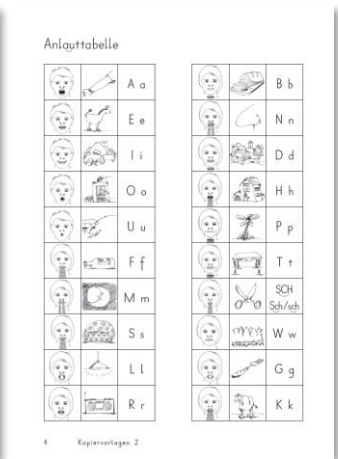 Anlauttabelle
A a
E e
I i
O o
U u
F f
M m
S s
L l
R r
B b
N n
D d
H h
P p
T t
SCH
Sch/sch
W w
G g
K k
4 Kopiervorlagen 2